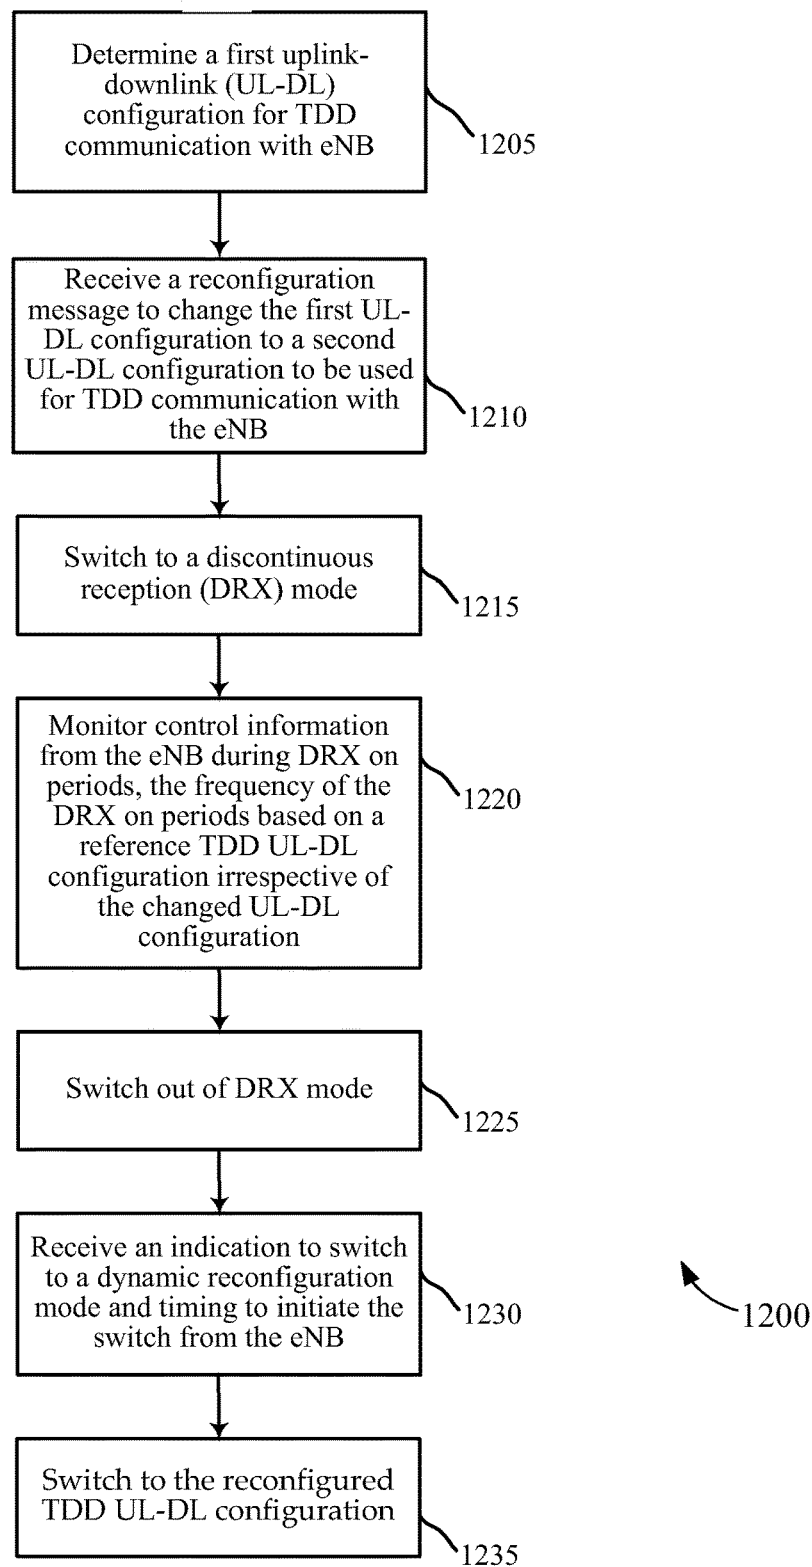 Determine a first uplink-
downlink (UL-DL)
configuration for TDD
communication with eNB
1205
Receive a reconfiguration
message to change the first UL-
DL configuration to a second
UL-DL configuration to be used
for TDD communication with
the eNB
1210
Switch to a discontinuous
reception (DRX) mode
1215
Monitor control information
from the eNB during DRX on
periods, the frequency of the
DRX on periods based on a
reference TDD UL-DL
configuration irrespective of
the changed UL-DL
configuration
1220
Switch out of DRX mode
1225
Receive an indication to switch
to a dynamic reconfiguration
mode and timing to initiate the
switch from the eNB
1230
1200
Switch to the reconfigured
TDD UL-DL configuration
1235